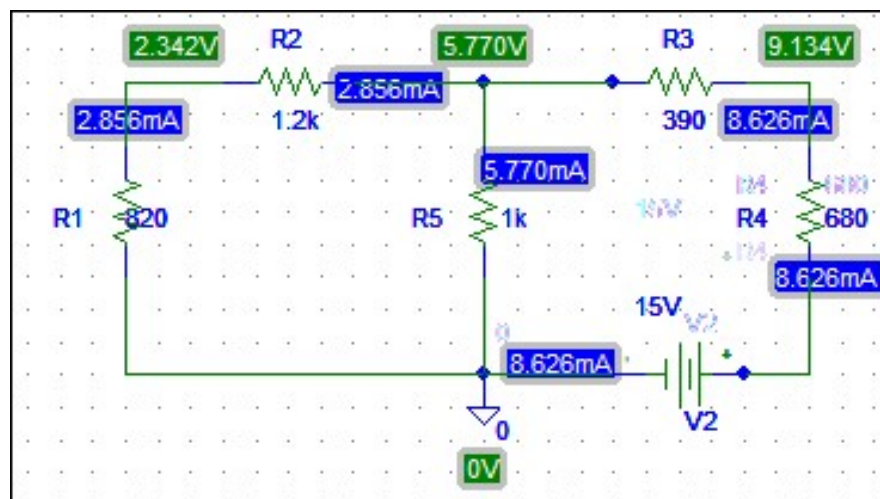 2.342V R2 5.770V R3 9.134V
2.856mA 2.856mA 8.626mA
1.2k 390
5.770mA
R1 820 R5 1k R4 680
8.626mA
15V
0
8.626mA
V2
0
0V